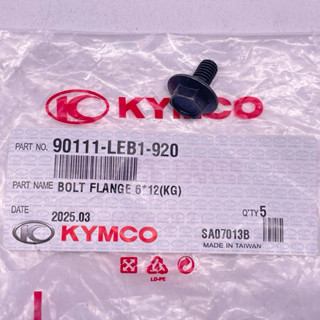 KYMCO
PART NO. 90111-LEB1-920
PART NAME BOLT FLANGE 6*12(KG)
DATE 2025.03 Q'TY 5
KYMCO SA07013B
MADE IN TAIWAN
LD-PE